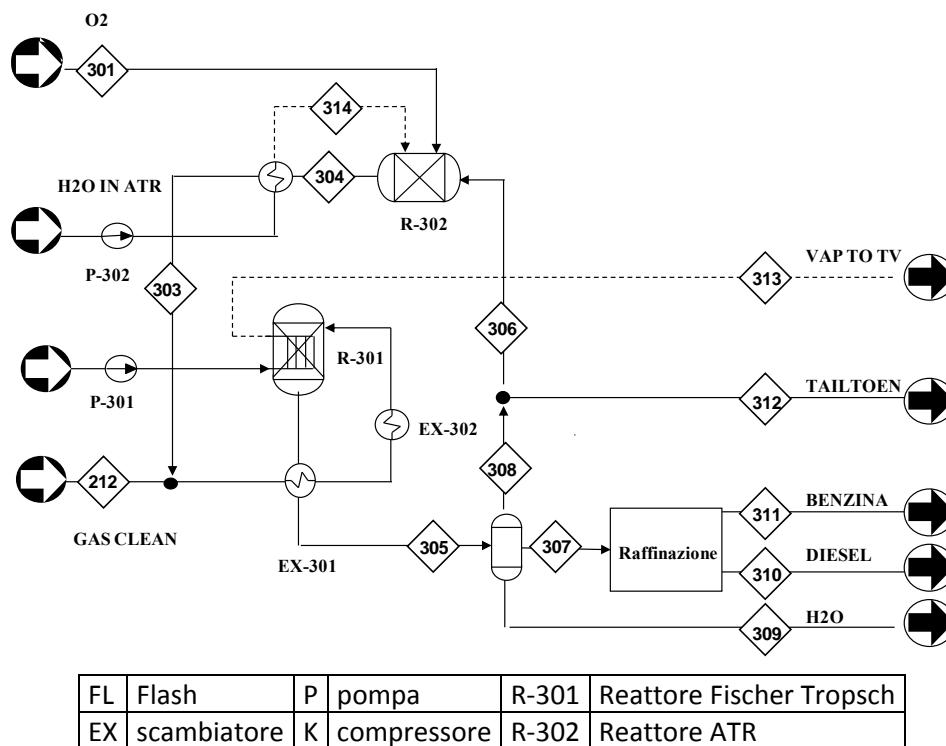 O2
301
314
304
H2O IN ATR
R-302
P-302
VAP TO TV
313
303
306
R-301
P-301
TAILTOEN
312
EX-302
308
212
GAS CLEAN
BENZINA
311
305
307
Raffinazione
DIESEL
310
EX-301
H2O
309
FL Flash P pompa R-301 Reattore Fischer Tropsch
EX scambiatore K compressore R-302 Reattore ATR